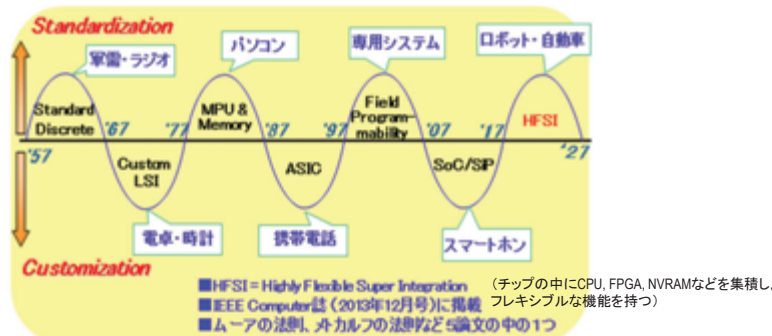 Standardization
軍需・ラジオ
パソコン
専用システム
ロボット・自動車
Standard
Discrete
MPU &
Memory
Field
Program-
mability
HFSI
'57
'67
'77
'87
'97
'07
'17
'27
Custom
LSI
ASIC
SoC/SiP
電卓・時計
携帯電話
スマートホン
Customization
■HFSI = Highly Flexible Super Integration
(チップの中にCPU, FPGA, NVRAMなどを集積し,
フレキシブルな機能を持つ)
■IEEE Computer誌 (2013年12月号)に掲載
■ムーアの法則、メトカルフの法則など5論文の中の1つ